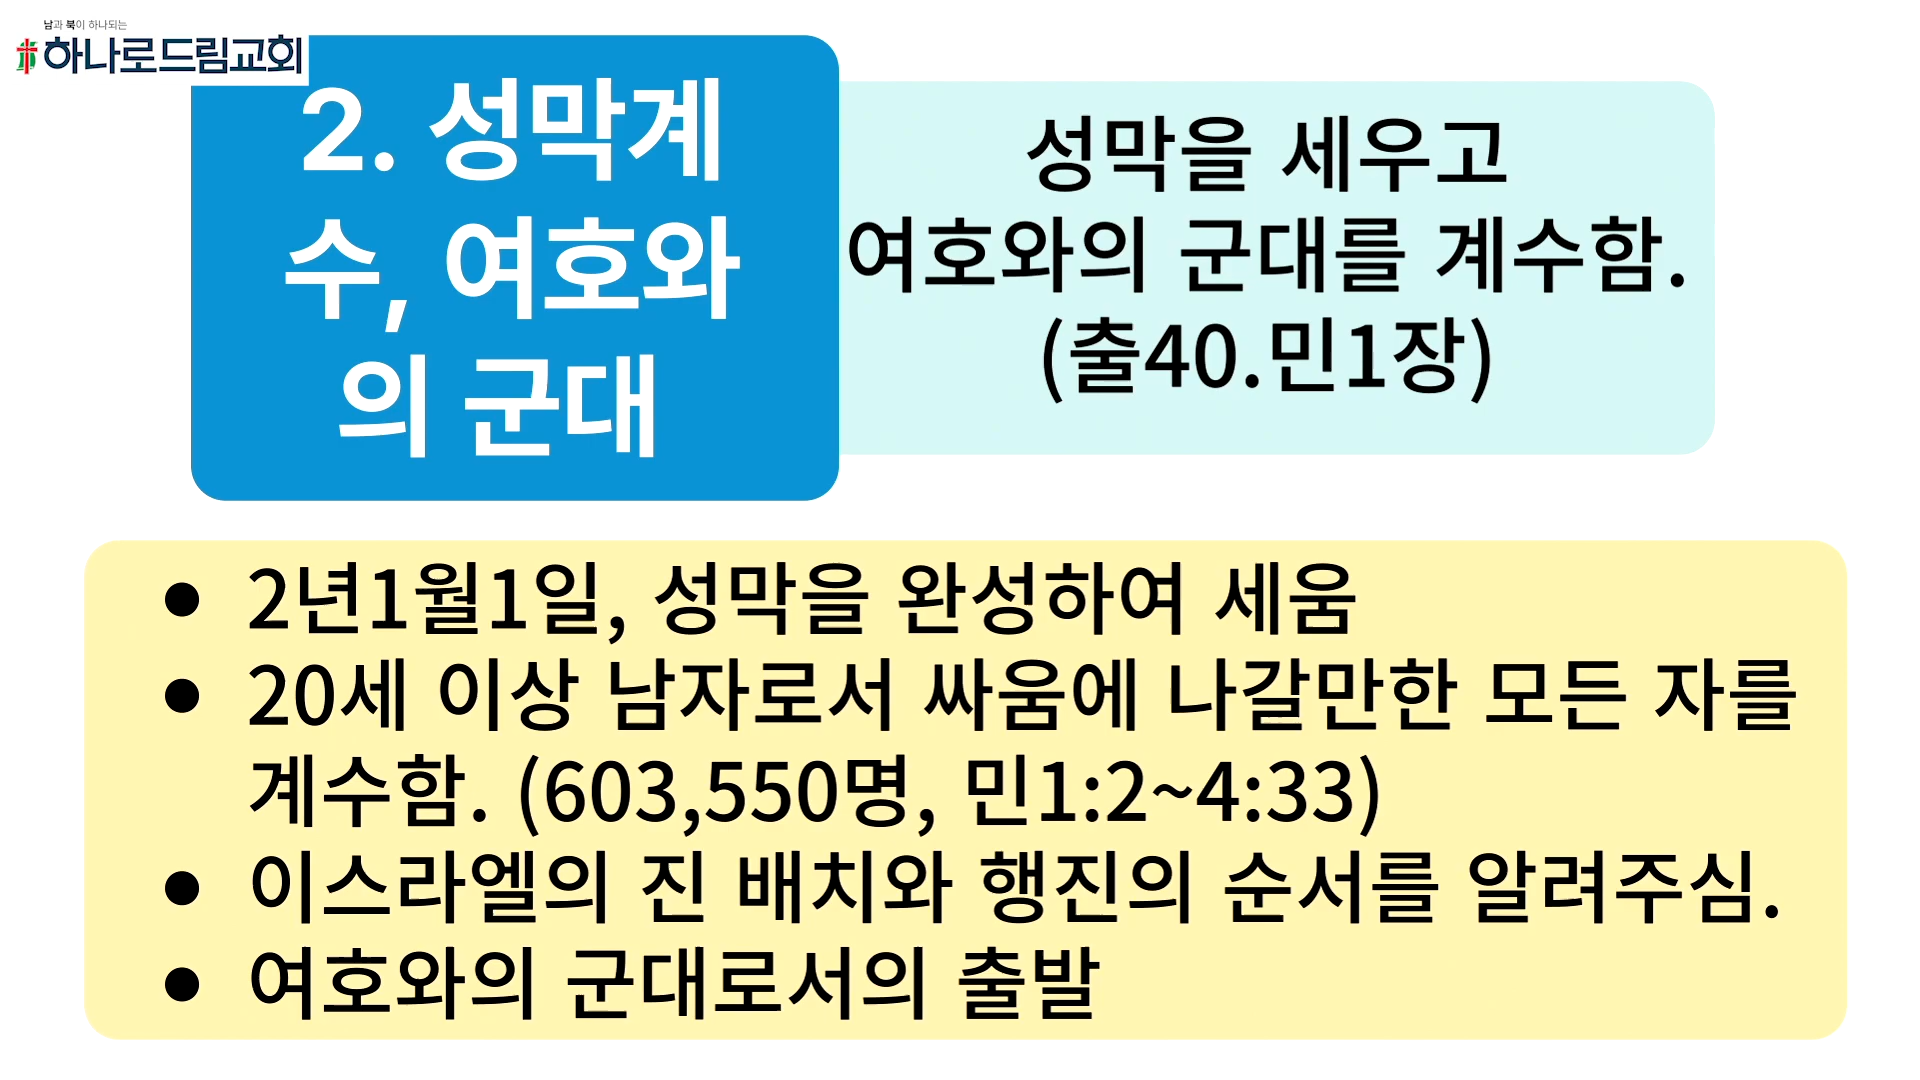 남과 북이 하나되는
하나로드림교회
2. 성막계
수, 여호와
의 군대
성막을 세우고
여호와의 군대를 계수함.
(출40.민1장)
● 2년1월1일, 성막을 완성하여 세움
● 20세 이상 남자로서 싸움에 나갈만한 모든 자를
계수함. (603,550명, 민1:2~4:33)
● 이스라엘의 진 배치와 행진의 순서를 알려주심.
● 여호와의 군대로서의 출발